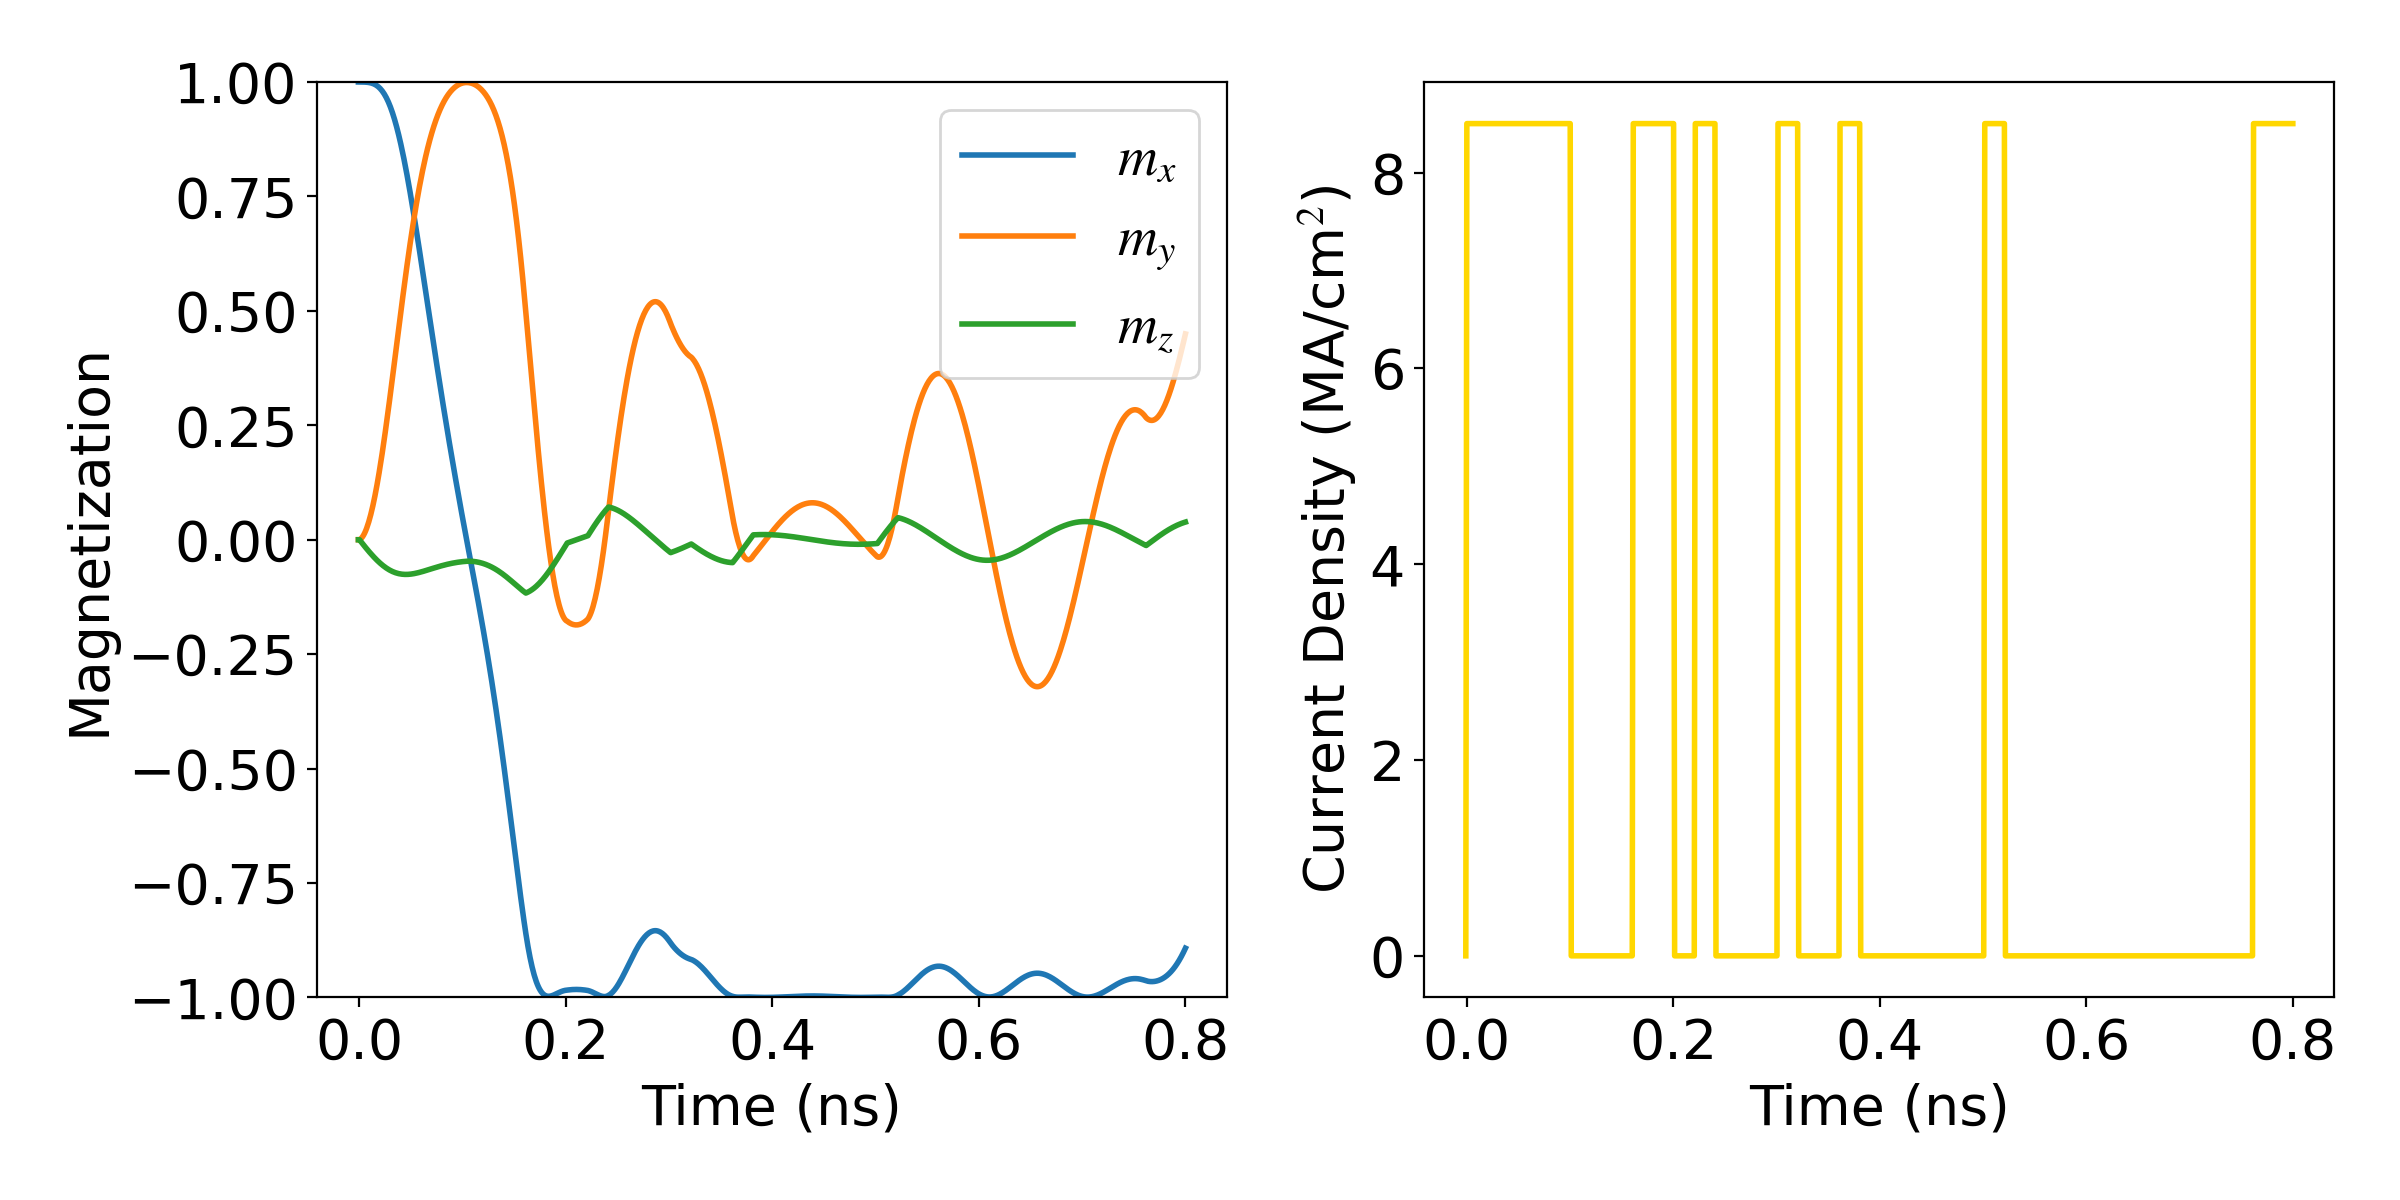 1.00
0.75
0.50
0.25
0.00
−0.25
−0.50
−0.75
−1.00
Magnetization
0.0 0.2 0.4 0.6 0.8
Time (ns)
m_x
m_y
m_z
8
6
4
2
0
Current Density (MA/cm²)
0.0 0.2 0.4 0.6 0.8
Time (ns)